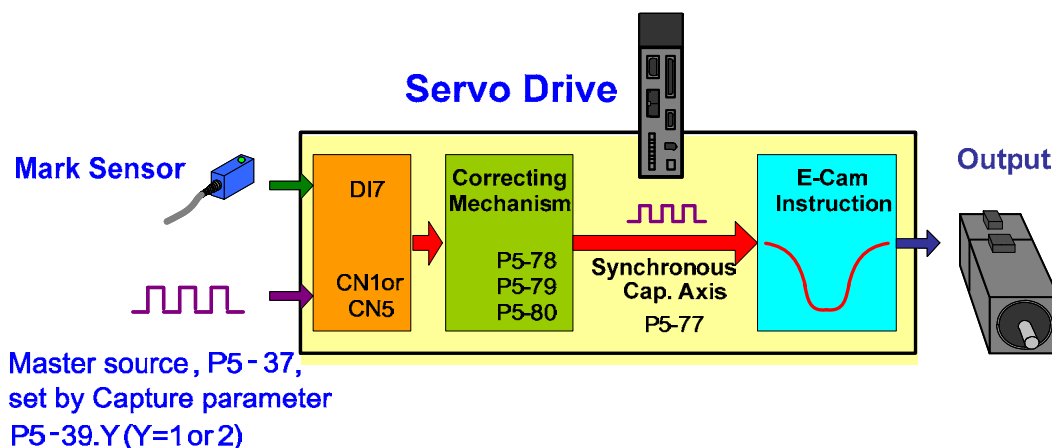 Servo Drive
Mark Sensor
DI7
CN1or
CN5
Correcting
Mechanism
P5-78
P5-79
P5-80
Synchronous
Cap. Axis
P5-77
E-Cam
Instruction
Output
Master source, P5-37,
set by Capture parameter
P5-39.Y(Y=1 or 2)